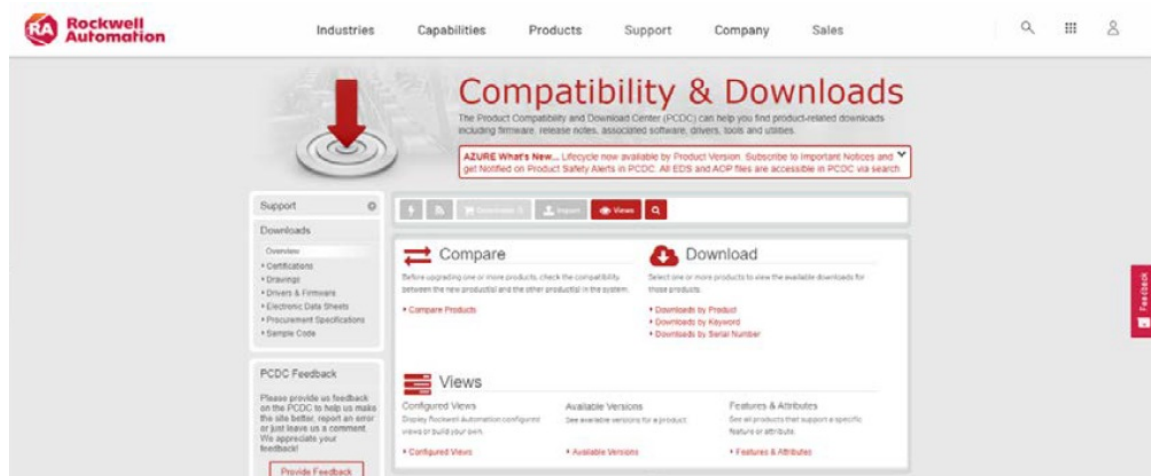 RA Rockwell Automation
Industries Capabilities Products Support Company Sales
Compatibility & Downloads
The Product Compatibility and Download Center (PCDC) can help you find product-related downloads
including firmware, release notes, associated software, drivers, tools and utilities.
AZURE What's New... Lifecycle now available by Product Version. Subscribe to Important Notices and
get Notified on Product Safety Alerts in PCDC. All EDS and AOP files are accessible in PCDC via search
Support
Downloads
Overview
Certifications
Drawings
Drivers & Firmware
Electronic Data Sheets
Procurement Specifications
Sample Code
PCDC Feedback
Please provide us feedback
on the PCDC to help us make
the site better, report an error
or just leave us a comment.
We appreciate your
feedback!
Provide Feedback
Import Views
Compare
Before upgrading one or more products, check the compatibility
between the new product(s) and the other product(s) in the system.
Compare Products
Download
Select one or more products to view the available downloads for
those products.
Downloads by Product
Downloads by Keyword
Downloads by Serial Number
Views
Configured Views
Display Rockwell Automation configured
views or build your own.
Configured Views
Available Versions
See available versions for a product.
Available Versions
Features & Attributes
See all products that support a specific
feature or attribute.
Features & Attributes
Feedback